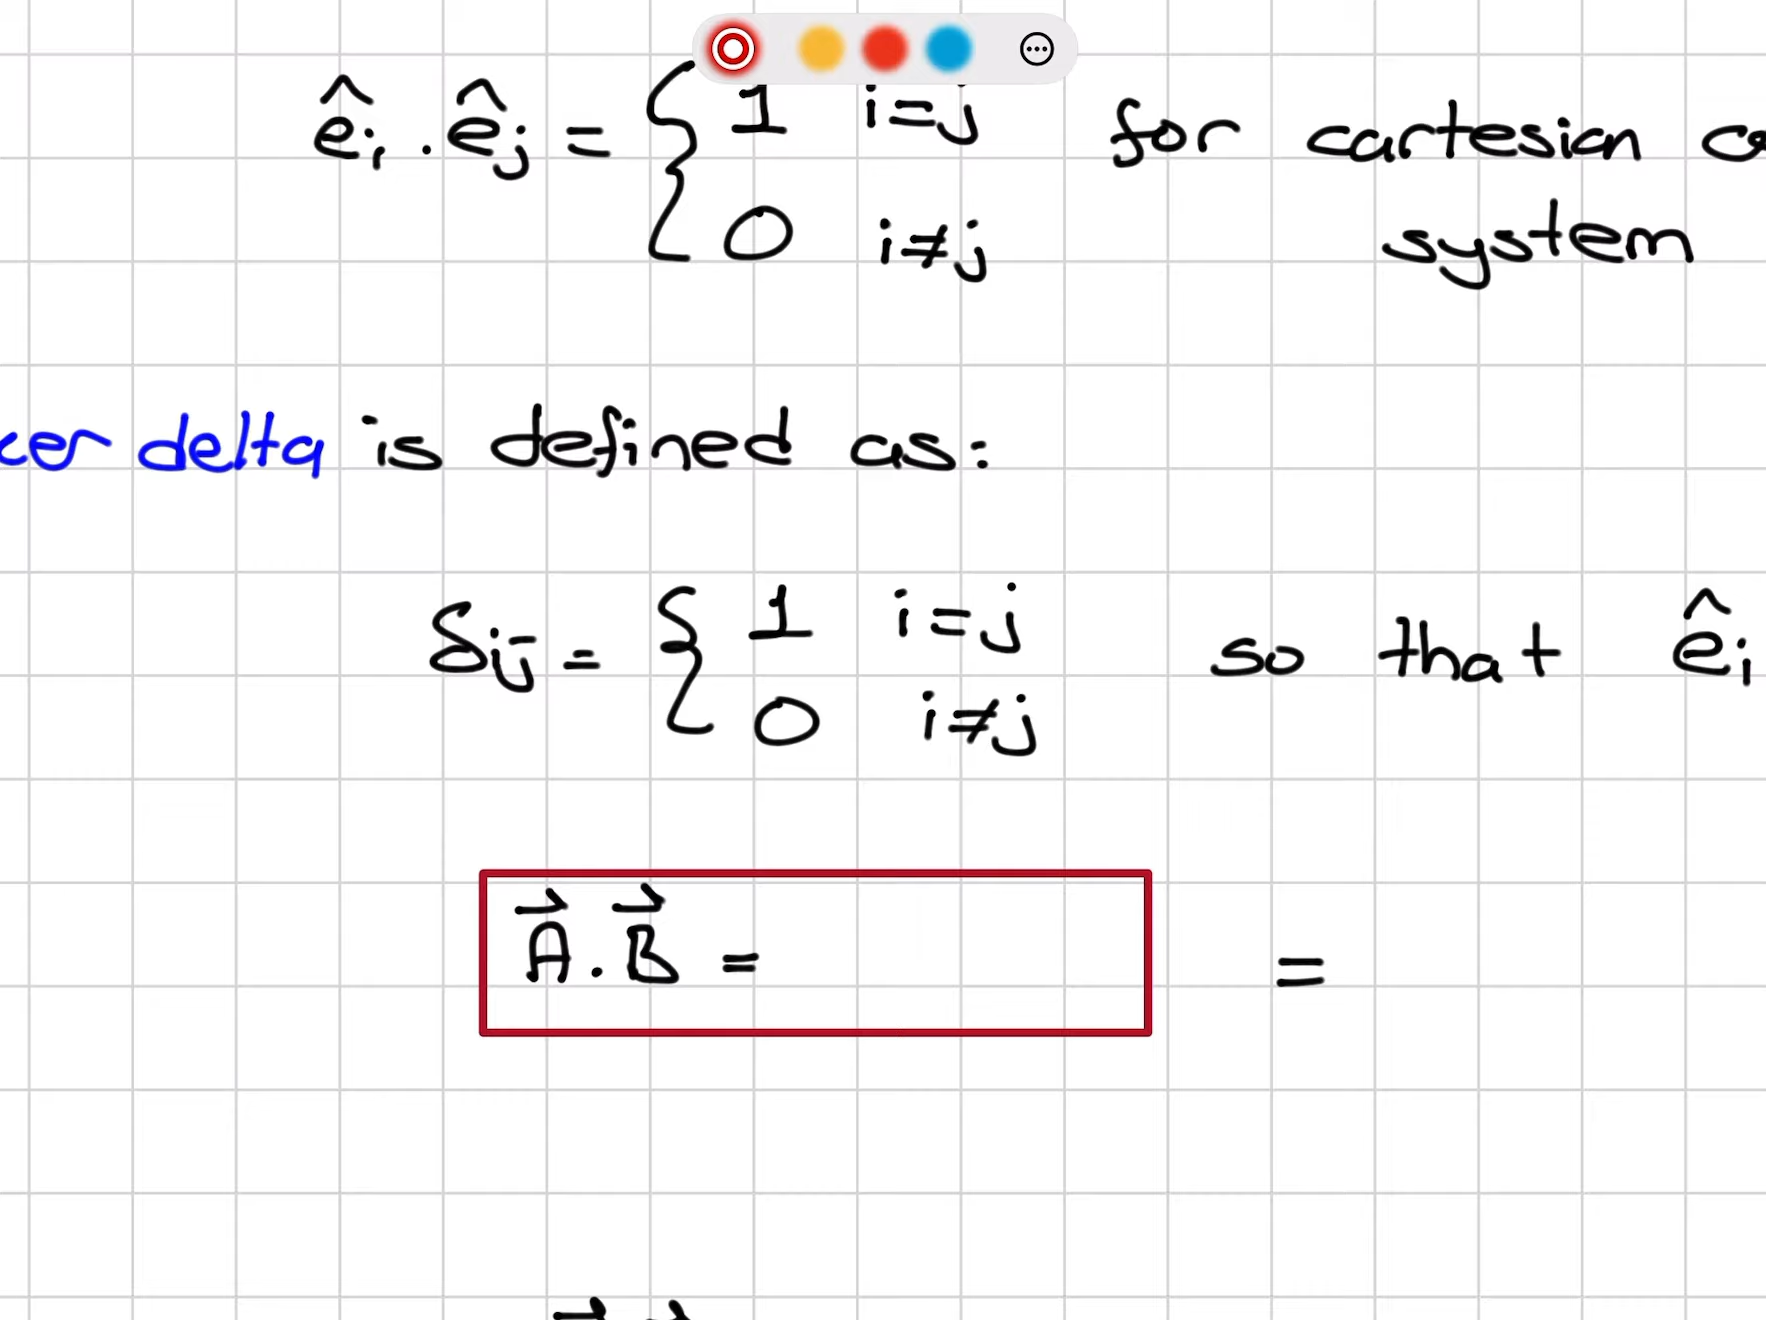 ê_i . ê_j = { 1 i=j for cartesian
0 i≠j system
delta is defined as:
δ_ij = { 1 i=j so that ê_i
0 i≠j
A⃗ . B⃗ = =